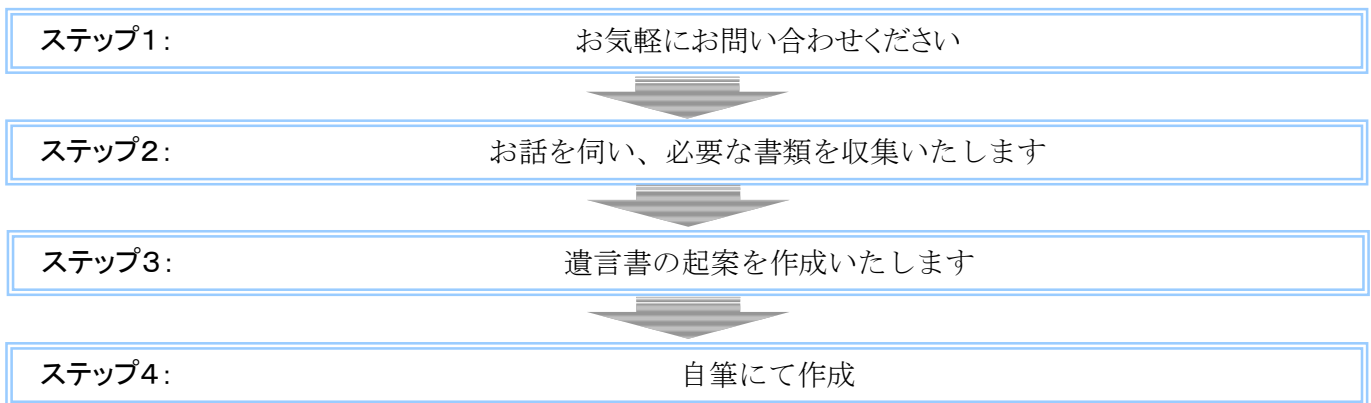 ステップ1： お気軽にお問い合わせください
ステップ2： お話を伺い、必要な書類を収集いたします
ステップ3： 遺言書の起案を作成いたします
ステップ4： 自筆にて作成